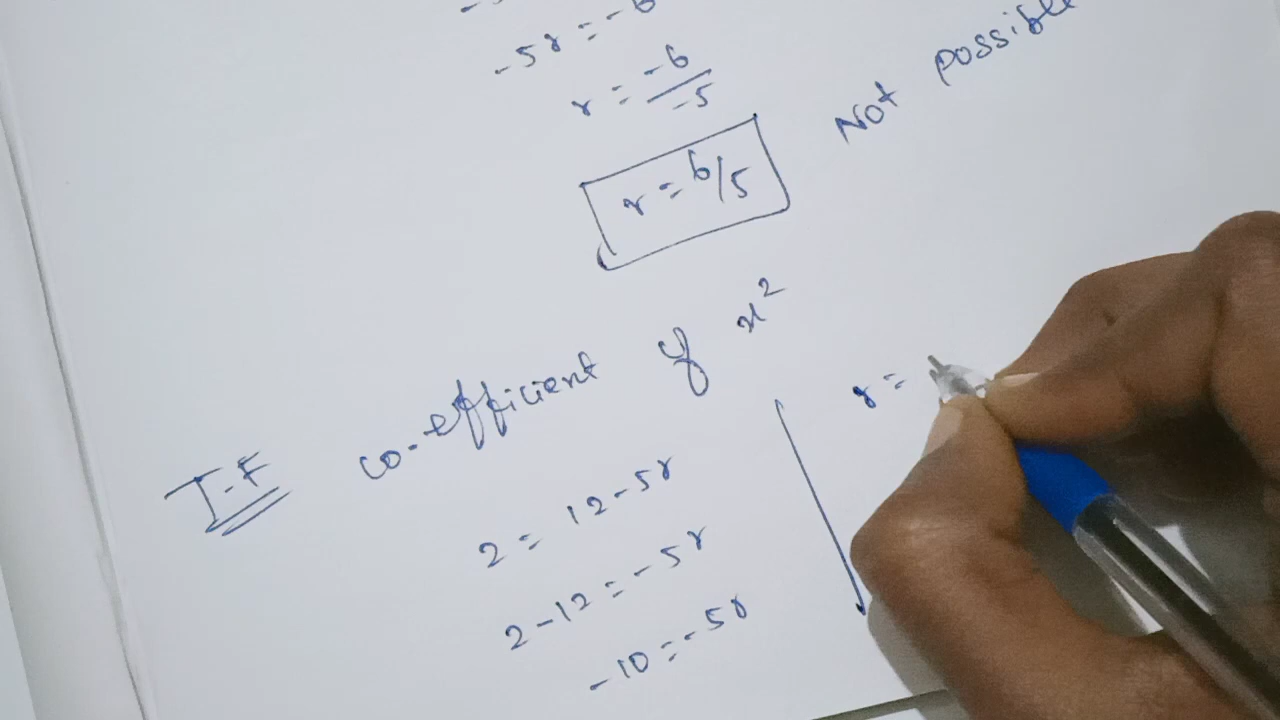 -5r = -6
r = -6/-5
r = 6/5 Not possible
I-F co-efficient of x²
2 = 12-5r
2-12 = -5r
-10 = -5r
r =